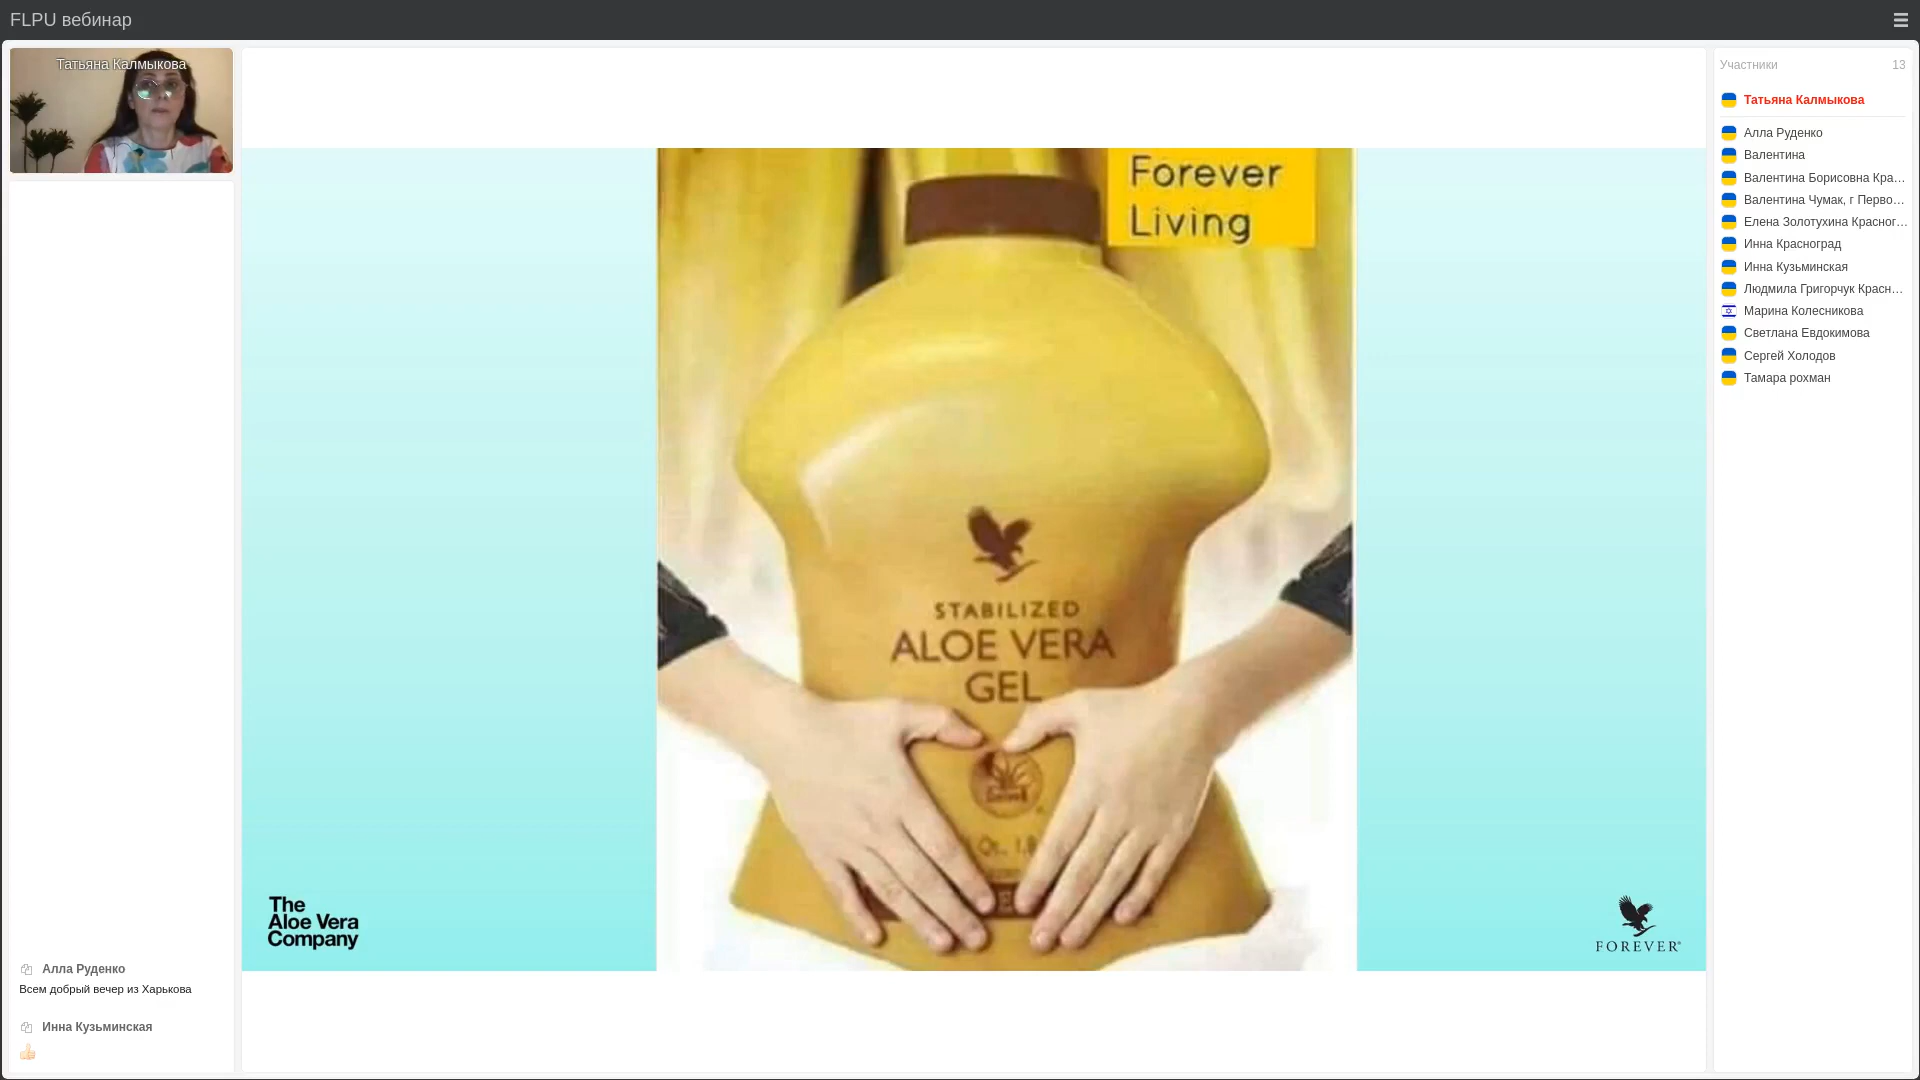 FLPU вебинар
Татьяна Калмыкова
Алла Руденко
Всем добрый вечер из Харькова
Инна Кузьминская
Forever
Living
STABILIZED
ALOE VERA
GEL
The
Aloe Vera
Company
FOREVER
Участники 13
Татьяна Калмыкова
Алла Руденко
Валентина
Валентина Борисовна Кра…
Валентина Чумак, г Перво…
Елена Золотухина Красног…
Инна Красноград
Инна Кузьминская
Людмила Григорчук Красн…
Марина Колесникова
Светлана Евдокимова
Сергей Холодов
Тамара рохман